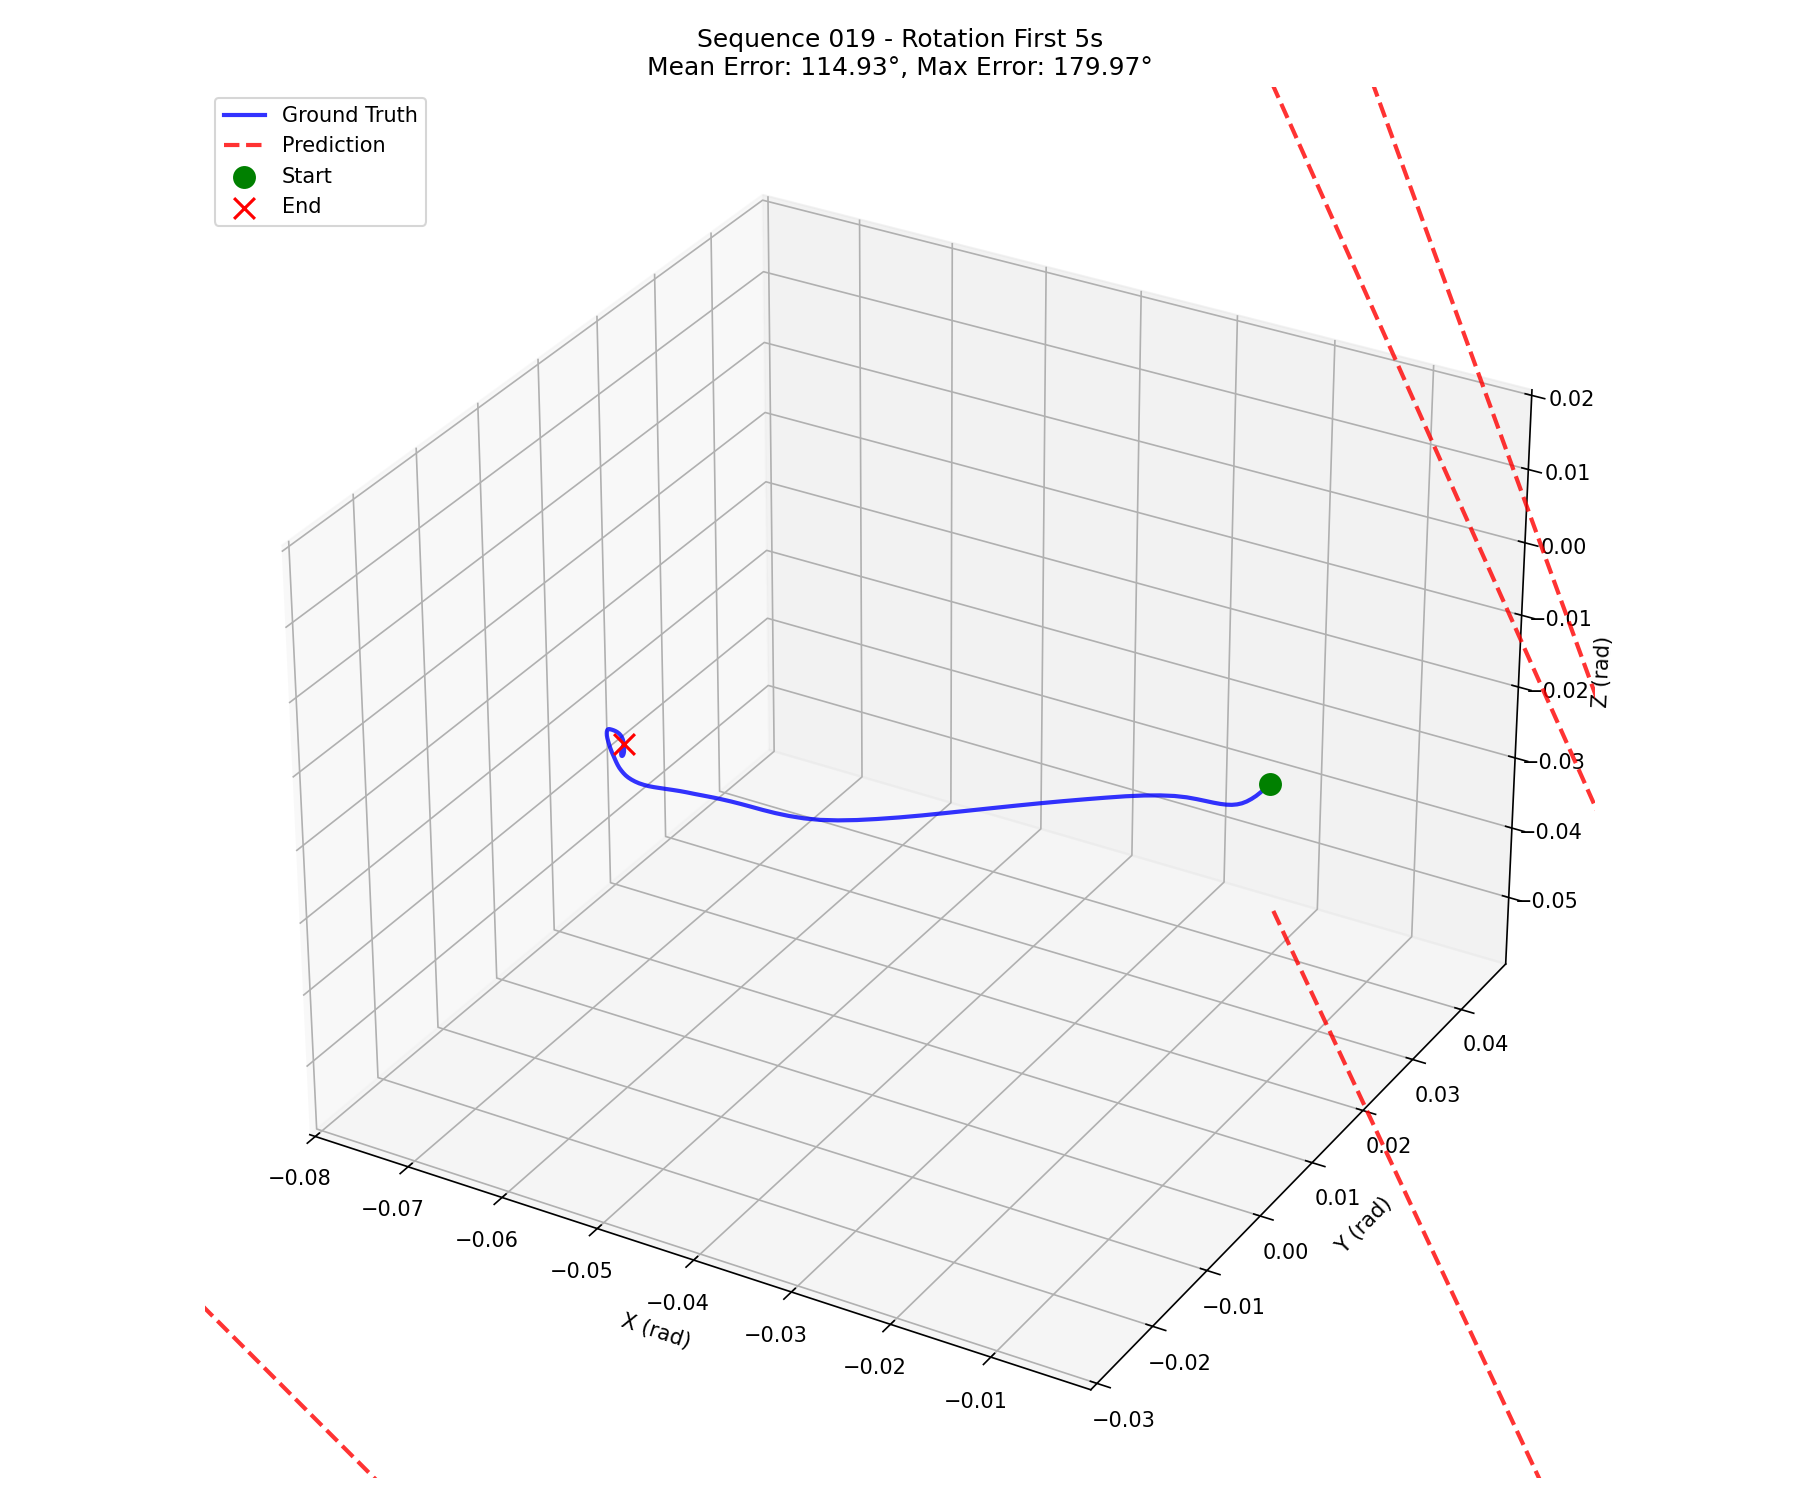 Sequence 019 - Rotation First 5s
Mean Error: 114.93°, Max Error: 179.97°
Ground Truth
Prediction
Start
End
0.02
0.01
0.00
−0.01
−0.02
−0.03
−0.04
−0.05
Z (rad)
0.04
0.03
0.02
0.01
0.00
−0.01
−0.02
−0.03
Y (rad)
−0.08
−0.07
−0.06
−0.05
−0.04
−0.03
−0.02
−0.01
X (rad)